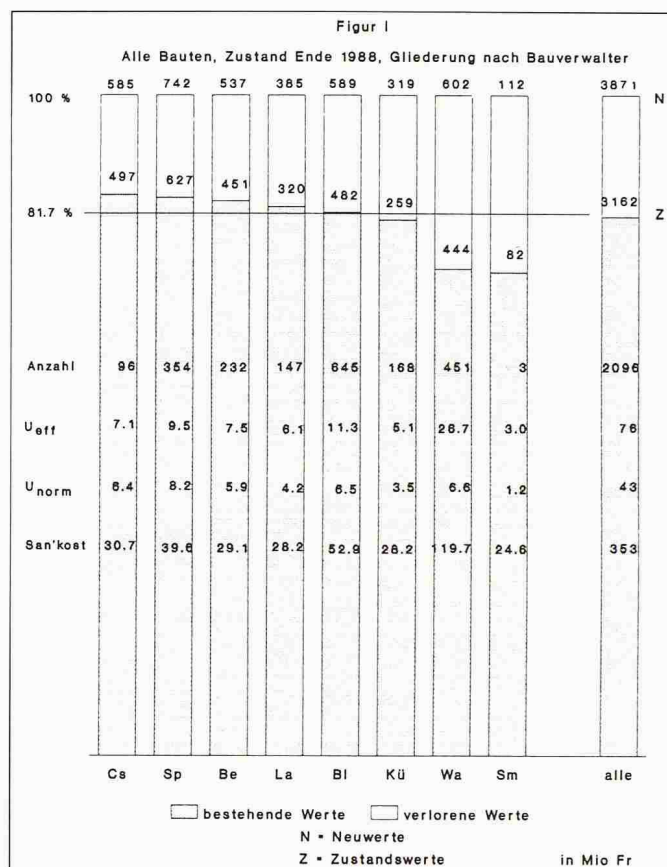 Figur I
Alle Bauten, Zustand Ende 1988, Gliederung nach Bauverwalter
585 742 537 385 589 319 602 112 3871
100 % N
497 627 451 320 482 259 3162
81.7 % Z
444 82
Anzahl 96 354 232 147 645 168 451 3 2096
Ueff 7.1 9.5 7.5 6.1 11.3 5.1 26.7 3.0 76
Unorm 6.4 8.2 5.9 4.2 6.5 3.5 6.6 1.2 43
San'kost 30.7 39.6 29.1 28.2 52.9 28.2 119.7 24.6 353
Cs Sp Be La Bl Kü Wa Sm alle
bestehende Werte verlorene Werte
N = Neuwerte
Z = Zustandswerte in Mio Fr